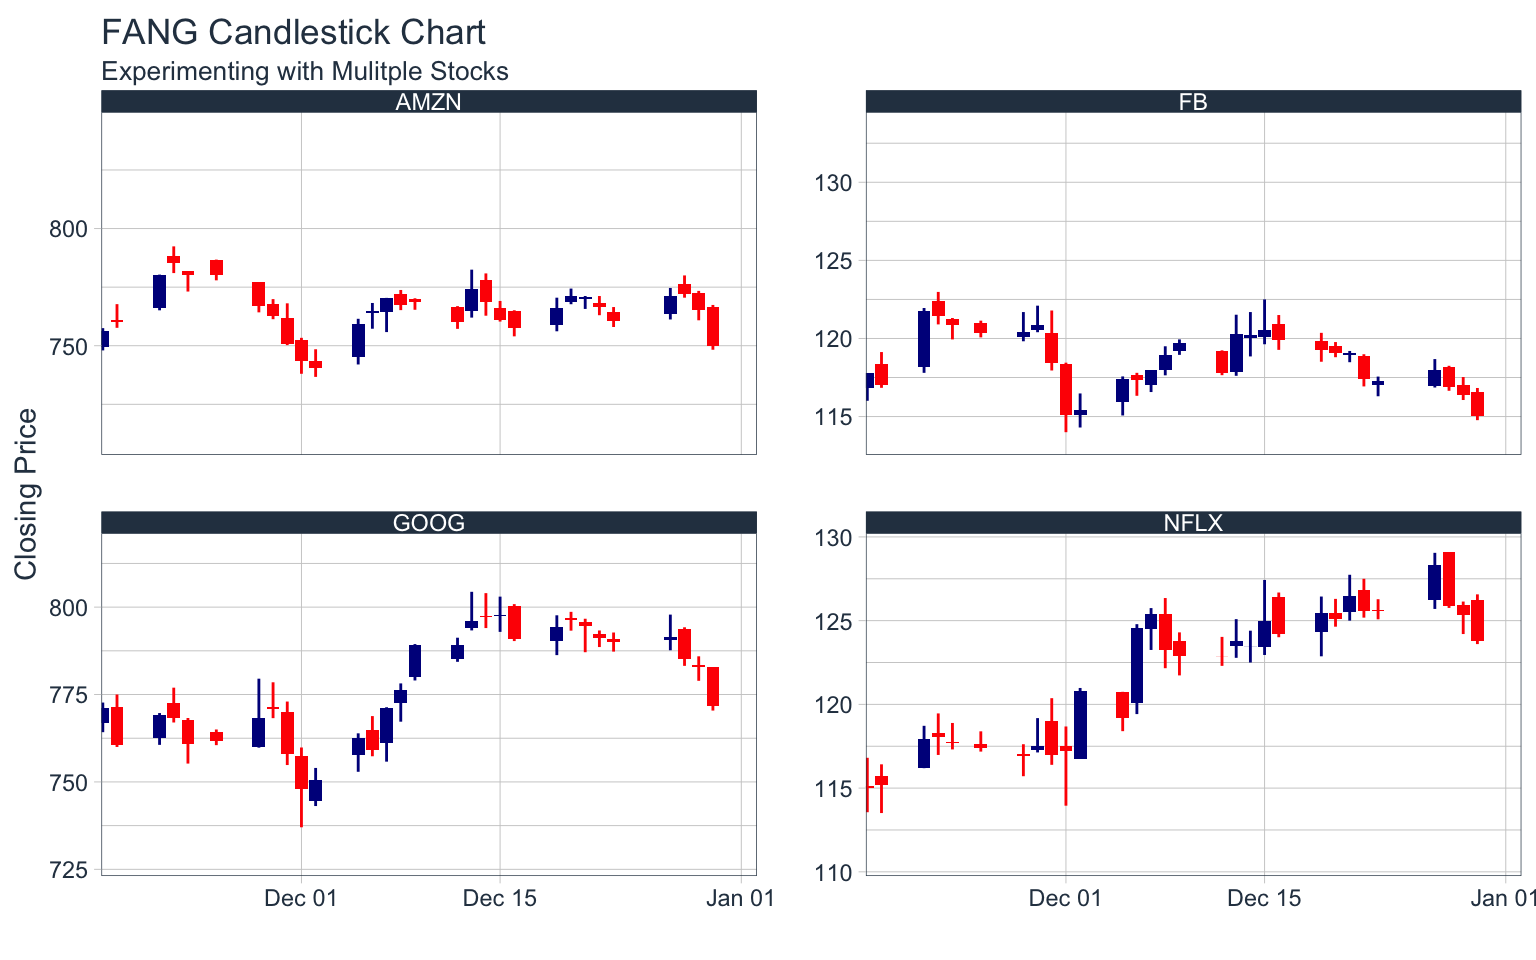 FANG Candlestick Chart
Experimenting with Mulitple Stocks
AMZN
FB
800
750
130
125
120
115
Closing Price
GOOG
NFLX
800
775
750
725
130
125
120
115
110
Dec 01 Dec 15 Jan 01
Dec 01 Dec 15 Jan 01